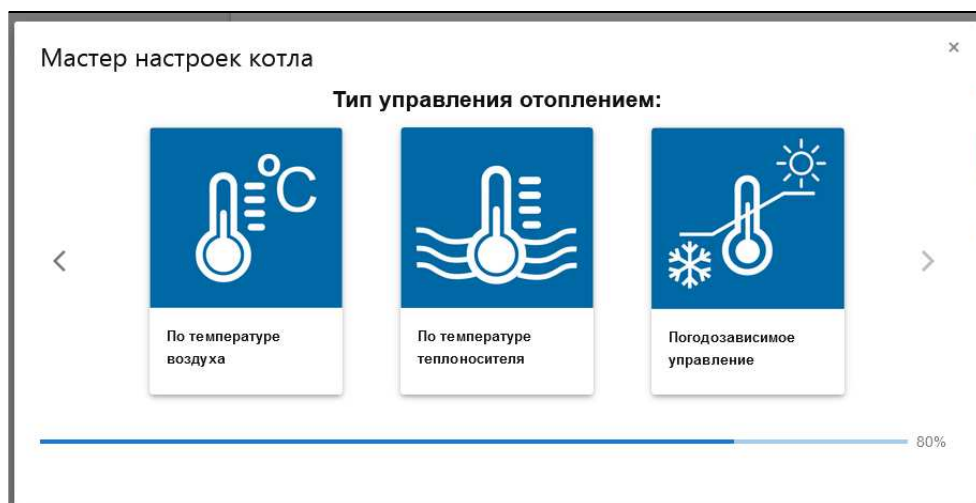 Мастер настроек котла
×
Тип управления отоплением:
°C
По температуре
воздуха
По температуре
теплоносителя
Погодозависимое
управление
80%